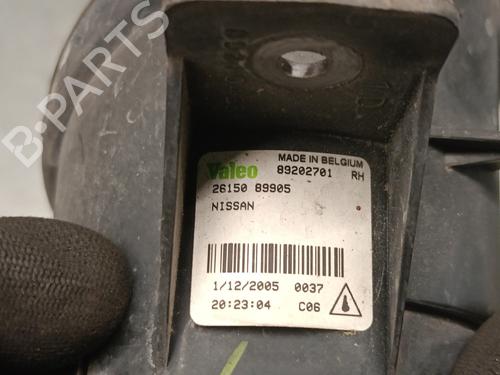 B-PARTS
Valeo MADE IN BELGIUM
89202701 RH
26150 89905
NISSAN
1/12/2005 0037
20:23:04 C06